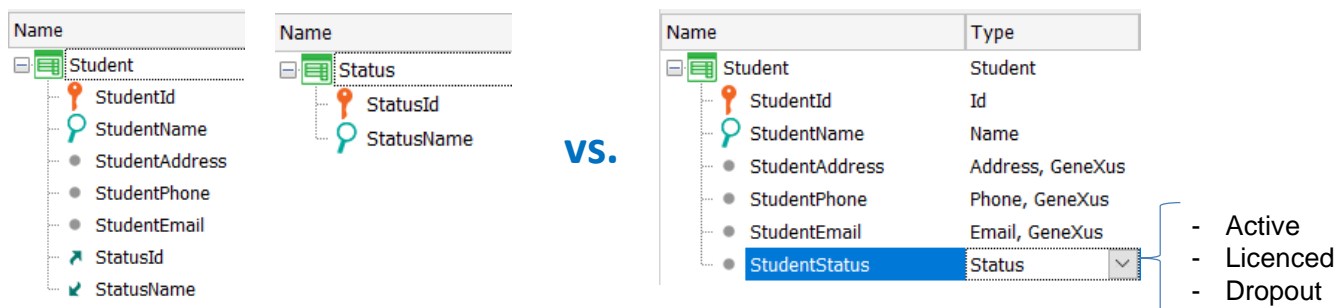 Name
Student
StudentId
StudentName
StudentAddress
StudentPhone
StudentEmail
StatusId
StatusName
Name
Status
StatusId
StatusName
vs.
Name Type
Student Student
StudentId Id
StudentName Name
StudentAddress Address, GeneXus
StudentPhone Phone, GeneXus
StudentEmail Email, GeneXus
StudentStatus Status
- Active
- Licenced
- Dropout